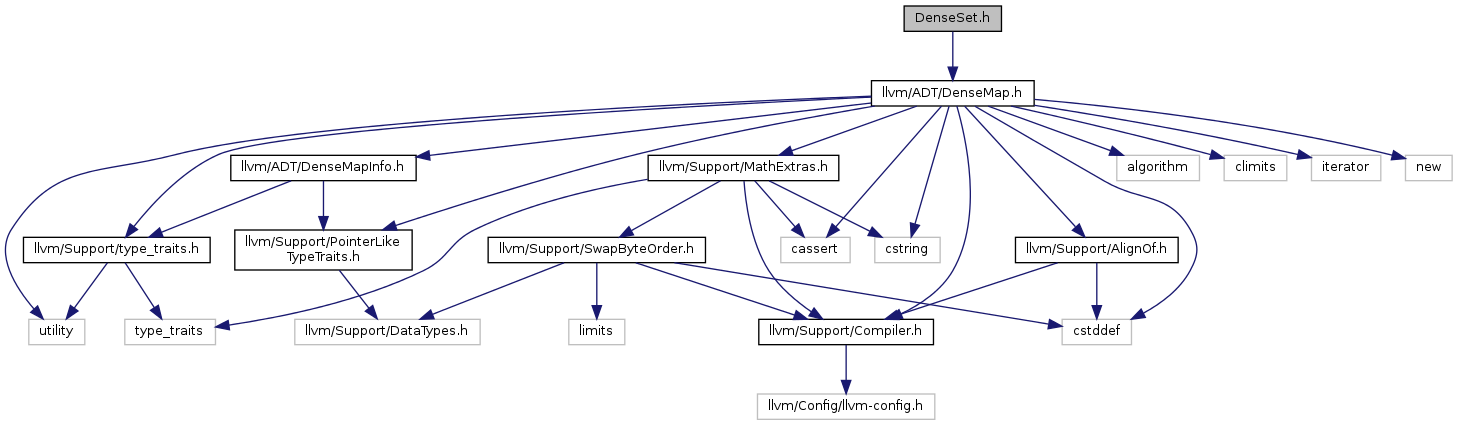 DenseSet.h
llvm/ADT/DenseMap.h
llvm/ADT/DenseMapInfo.h
llvm/Support/MathExtras.h
algorithm
climits
iterator
new
llvm/Support/type_traits.h
llvm/Support/PointerLike
TypeTraits.h
llvm/Support/SwapByteOrder.h
cassert
cstring
llvm/Support/AlignOf.h
utility
type_traits
llvm/Support/DataTypes.h
limits
llvm/Support/Compiler.h
cstddef
llvm/Config/llvm-config.h